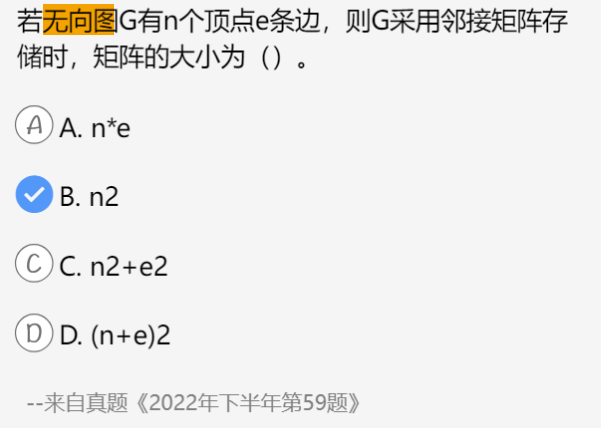 若无向图G有n个顶点e条边，则G采用邻接矩阵存
储时，矩阵的大小为（）。
A A. n*e
B. n2
C C. n2+e2
D D. (n+e)2
--来自真题《2022年下半年第59题》